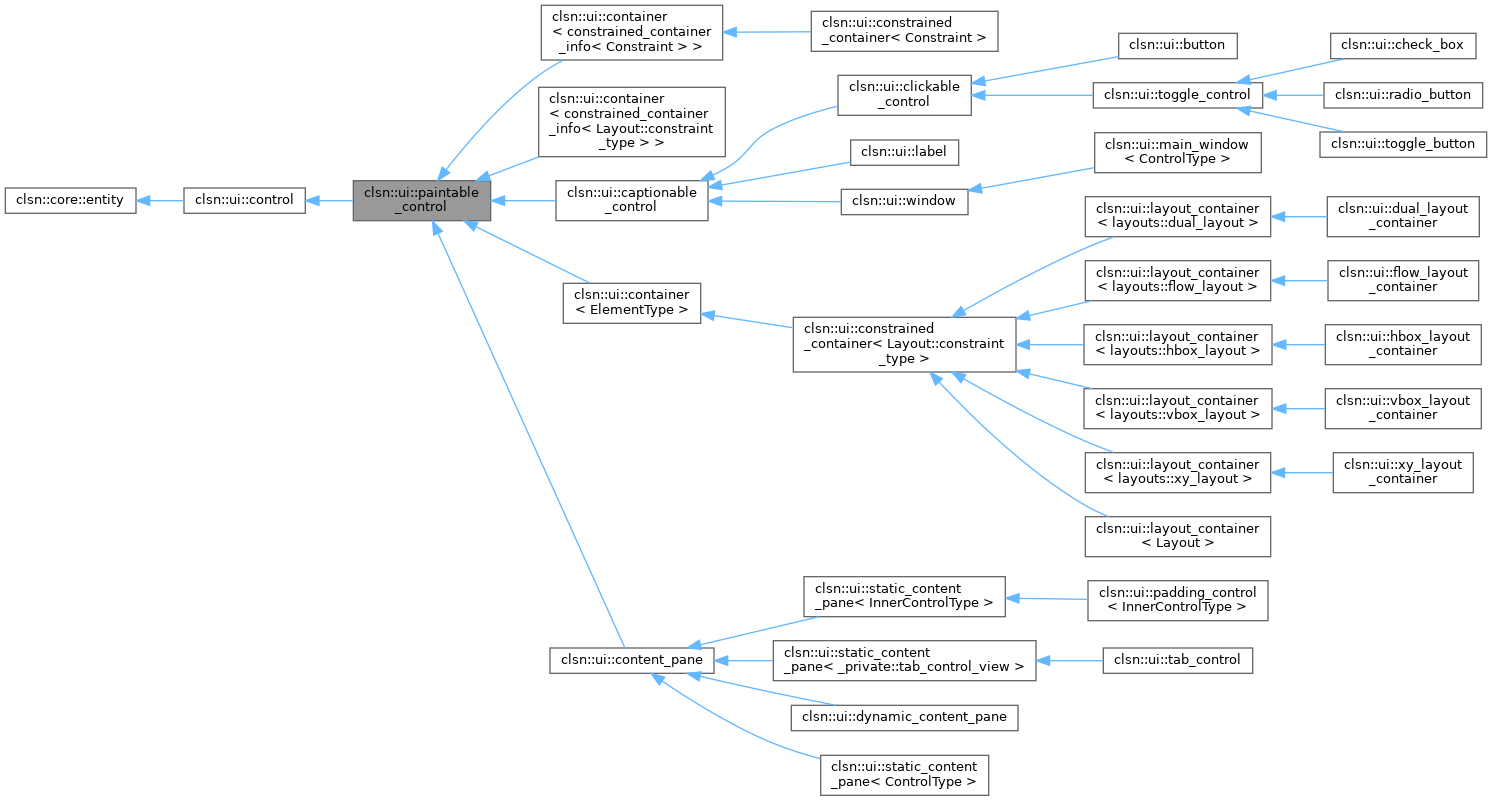 clsn::core::entity
clsn::ui::control
clsn::ui::paintable
_control
clsn::ui::container
< constrained_container
_info< Constraint > >
clsn::ui::constrained
_container< Constraint >
clsn::ui::container
< constrained_container
_info< Layout::constraint
_type > >
clsn::ui::captionable
_control
clsn::ui::clickable
_control
clsn::ui::button
clsn::ui::toggle_control
clsn::ui::check_box
clsn::ui::radio_button
clsn::ui::toggle_button
clsn::ui::label
clsn::ui::window
clsn::ui::main_window
< ControlType >
clsn::ui::container
< ElementType >
clsn::ui::constrained
_container< Layout::constraint
_type >
clsn::ui::layout_container
< layouts::dual_layout >
clsn::ui::dual_layout
_container
clsn::ui::layout_container
< layouts::flow_layout >
clsn::ui::flow_layout
_container
clsn::ui::layout_container
< layouts::hbox_layout >
clsn::ui::hbox_layout
_container
clsn::ui::layout_container
< layouts::vbox_layout >
clsn::ui::vbox_layout
_container
clsn::ui::layout_container
< layouts::xy_layout >
clsn::ui::xy_layout
_container
clsn::ui::layout_container
< Layout >
clsn::ui::content_pane
clsn::ui::static_content
_pane< InnerControlType >
clsn::ui::padding_control
< InnerControlType >
clsn::ui::static_content
_pane< _private::tab_control_view >
clsn::ui::tab_control
clsn::ui::dynamic_content_pane
clsn::ui::static_content
_pane< ControlType >